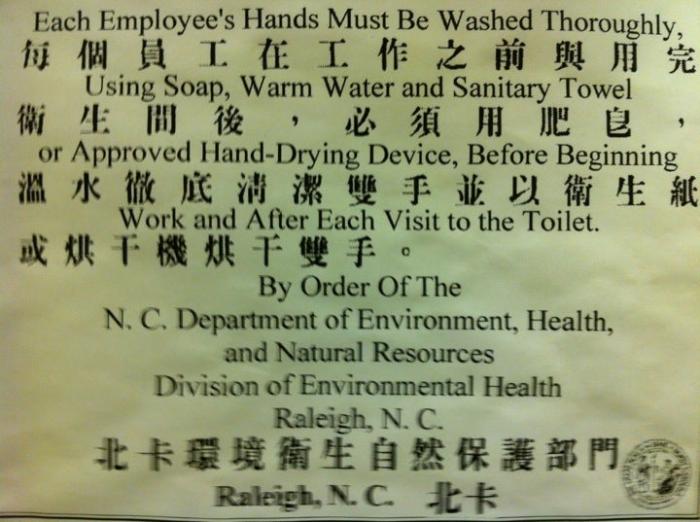 Each Employee's Hands Must Be Washed Thoroughly,
每個員工在工作之前與用完
Using Soap, Warm Water and Sanitary Towel
衛生間後，必須用肥皀，
or Approved Hand-Drying Device, Before Beginning
溫水徹底清潔雙手並以衛生紙
Work and After Each Visit to the Toilet.
或烘干機烘干雙手。
By Order Of The
N. C. Department of Environment, Health,
and Natural Resources
Division of Environmental Health
Raleigh, N. C.
北卡環境衛生自然保護部門
Raleigh, N. C. 北卡